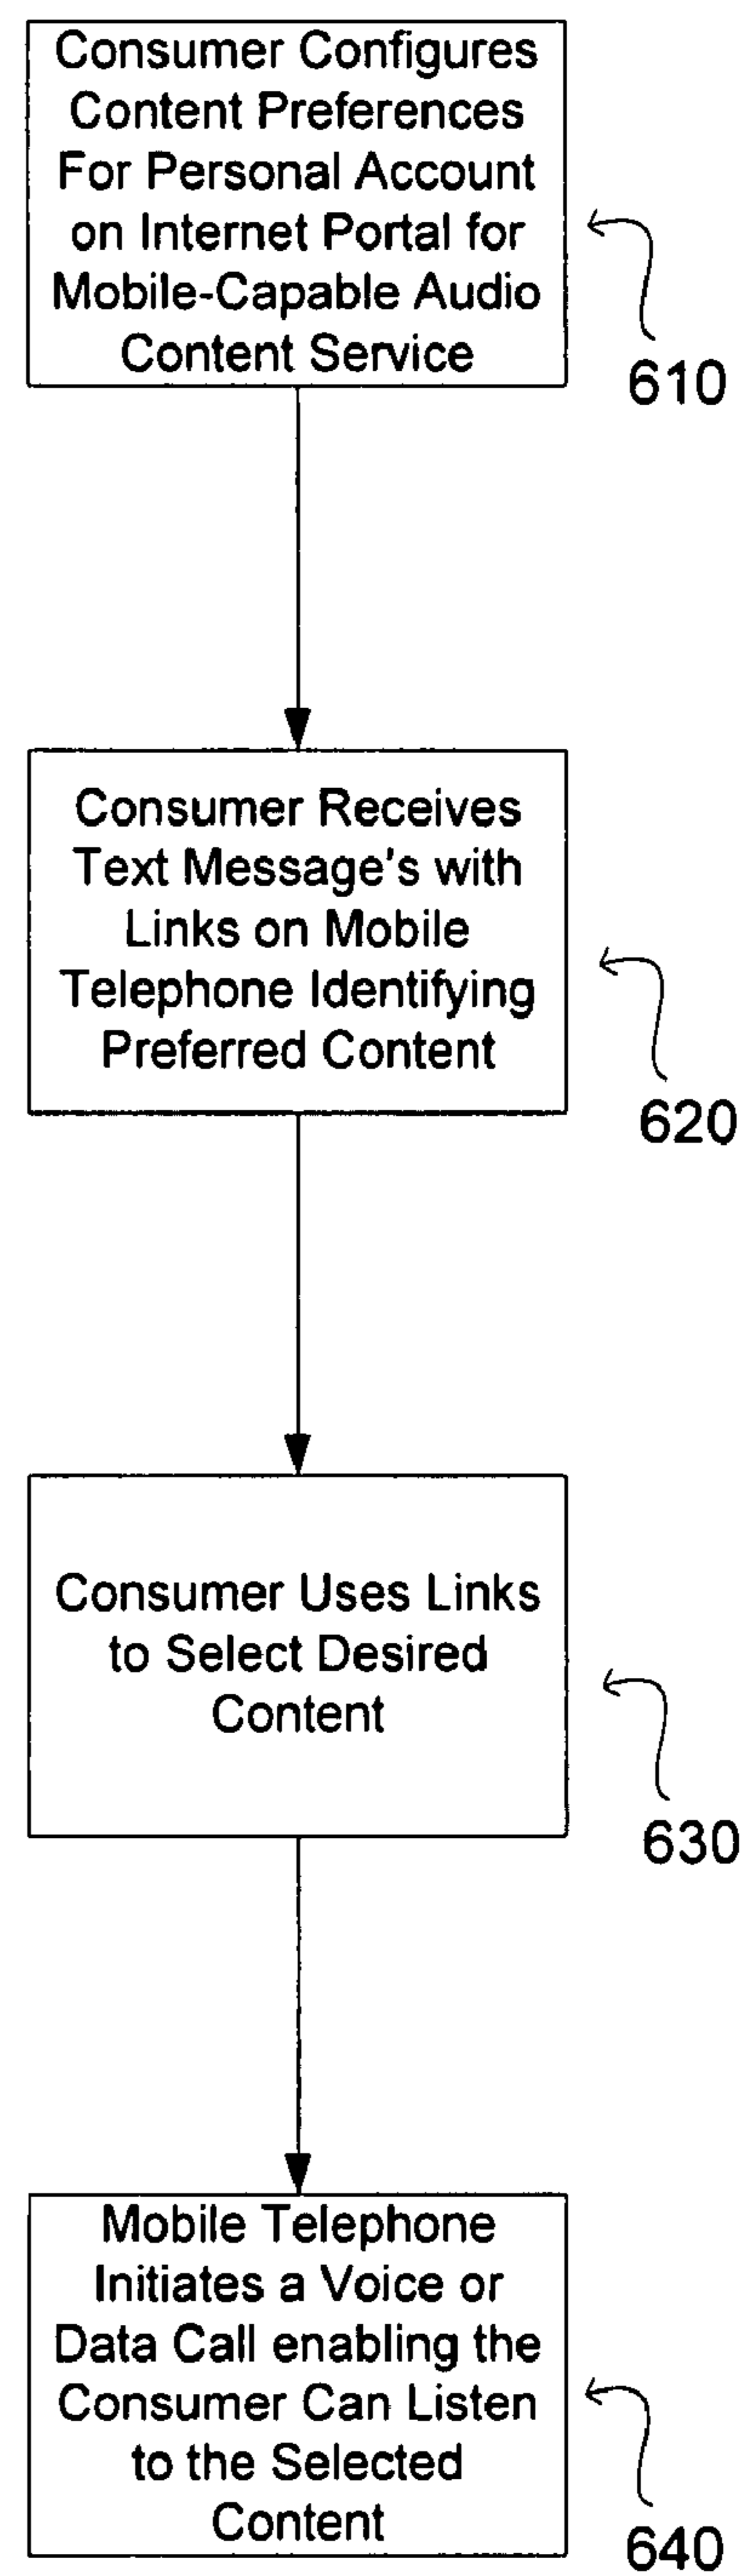 Consumer Configures
Content Preferences
For Personal Account
on Internet Portal for
Mobile-Capable Audio
Content Service
610
Consumer Receives
Text Message's with
Links on Mobile
Telephone Identifying
Preferred Content
620
Consumer Uses Links
to Select Desired
Content
630
Mobile Telephone
Initiates a Voice or
Data Call enabling the
Consumer Can Listen
to the Selected
Content
640